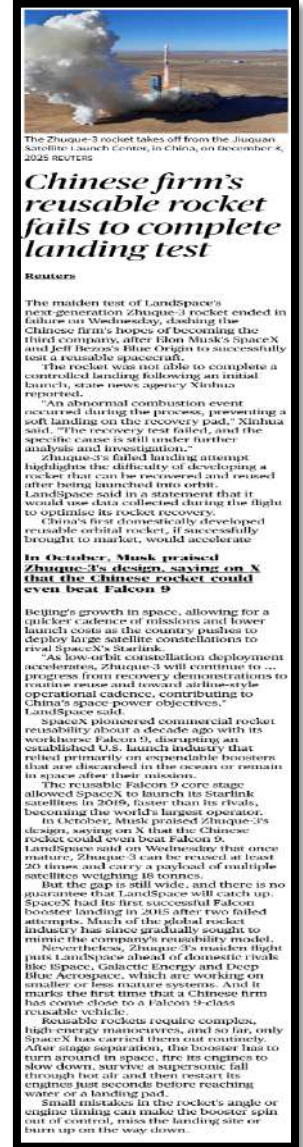 The Zhuque-3 rocket takes off from the Jiuquan
Satellite Launch Center, in China, on December 3,
2025 REUTERS
Chinese firm's
reusable rocket
fails to complete
landing test
Reuters
The maiden test of LandSpace's
next-generation Zhuque-3 rocket ended in
failure on Wednesday, dashing the
Chinese firm's hopes of becoming the
third company, after Elon Musk's SpaceX
and Jeff Bezos's Blue Origin to successfully
test a reusable spacecraft.
The rocket was not able to complete a
controlled landing following an initial
launch, state news agency Xinhua
reported.
"An abnormal combustion event
occurred during the process, preventing a
soft landing on the recovery pad," Xinhua
said. "The recovery test failed, and the
specific cause is still under further
analysis and investigation."
Zhuque-3's failed landing attempt
highlights the difficulty of developing a
rocket that can be recovered and reused
after being launched into orbit.
LandSpace said in a statement that it
would use data collected during the flight
to optimise its rocket recovery.
China's first domestically developed
reusable orbital rocket, if successfully
brought to market, would accelerate
In October, Musk praised
Zhuque-3's design, saying on X
that the Chinese rocket could
even beat Falcon 9
Beijing's growth in space, allowing for a
quicker cadence of missions and lower
launch costs as the country pushes to
deploy large satellite constellations to
rival SpaceX's Starlink.
"As low-orbit constellation deployment
accelerates, Zhuque-3 will continue to ...
progress from recovery demonstrations to
routine reuse and toward airline-style
operational cadence, contributing to
China's space-power objectives,"
LandSpace said.
SpaceX pioneered commercial rocket
reusability about a decade ago with its
workhorse Falcon 9, disrupting an
established U.S. launch industry that
relied primarily on expendable boosters
that are discarded in the ocean or remain
in space after their mission.
The reusable Falcon 9 core stage
allowed SpaceX to launch its Starlink
satellites in 2019, faster than its rivals,
becoming the world's largest operator.
In October, Musk praised Zhuque-3's
design, saying on X that the Chinese
rocket could even beat Falcon 9.
LandSpace said on Wednesday that once
mature, Zhuque-3 can be reused at least
20 times and carry a payload of multiple
satellites weighing 18 tonnes.
But the gap is still wide, and there is no
guarantee that LandSpace will catch up.
SpaceX had its first successful Falcon
booster landing in 2015 after two failed
attempts. Much of the global rocket
industry has since gradually sought to
mimic the company's reusability model.
Nevertheless, Zhuque-3's maiden flight
puts LandSpace ahead of domestic rivals
like iSpace, Galactic Energy and Deep
Blue Aerospace, which are working on
smaller or less mature systems. And it
marks the first time that a Chinese firm
has come close to a Falcon 9-class
reusable vehicle.
Reusable rockets require complex,
high-energy manoeuvres, and so far, only
SpaceX has carried them out routinely.
After stage separation, the booster has to
turn around in space, fire its engines to
slow down, survive a supersonic fall
through hot air and then restart its
engines just seconds before reaching
water or a landing pad.
Small mistakes in the rocket's angle or
engine timing can make the booster spin
out of control, miss the landing site or
burn up on the way down.